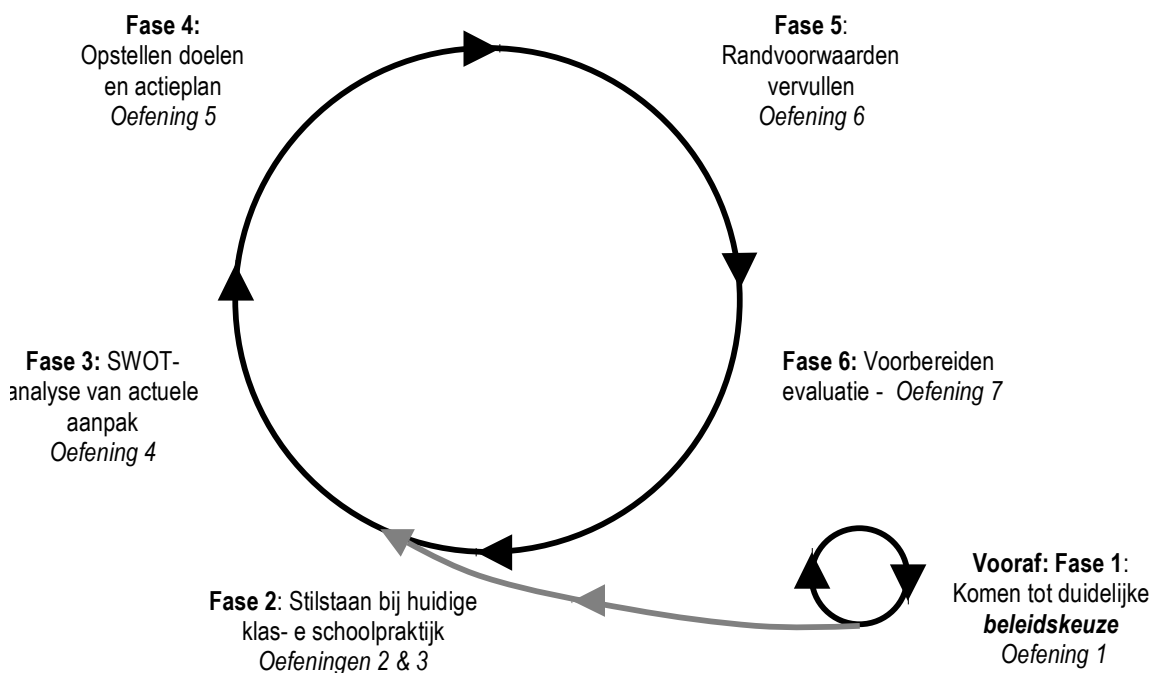 Fase 4:
Opstellen doelen
en actieplan
Oefening 5
Fase 5:
Randvoorwaarden
vervullen
Oefening 6
Fase 3: SWOT-
analyse van actuele
aanpak
Oefening 4
Fase 6: Voorbereiden
evaluatie - Oefening 7
Fase 2: Stilstaan bij huidige
klas- e schoolpraktijk
Oefeningen 2 & 3
Vooraf: Fase 1:
Komen tot duidelijke
beleidskeuze
Oefening 1